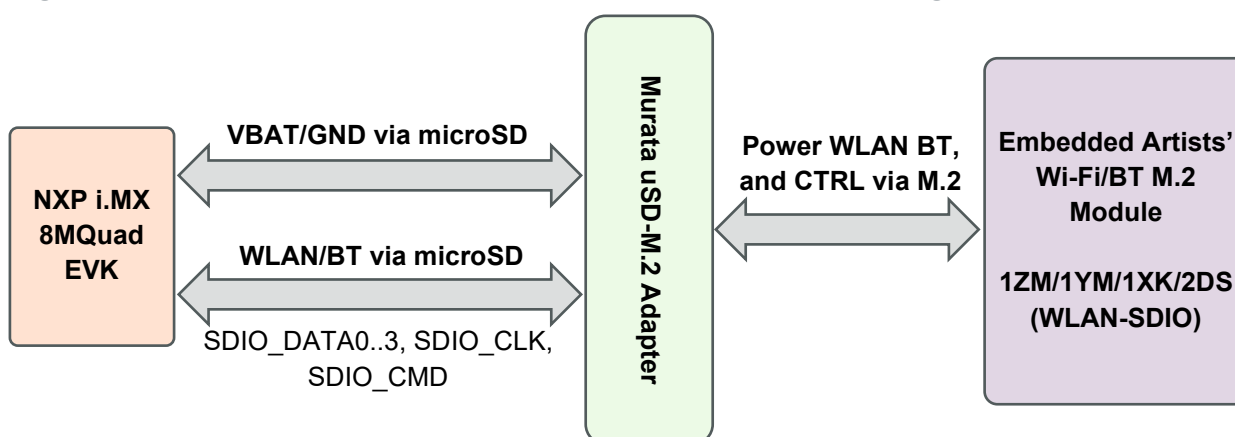 NXP i.MX
8MQuad
EVK
VBAT/GND via microSD
WLAN/BT via microSD
SDIO_DATA0..3, SDIO_CLK,
SDIO_CMD
Murata uSD-M.2 Adapter
Power WLAN BT,
and CTRL via M.2
Embedded Artists’
Wi-Fi/BT M.2
Module
1ZM/1YM/1XK/2DS
(WLAN-SDIO)